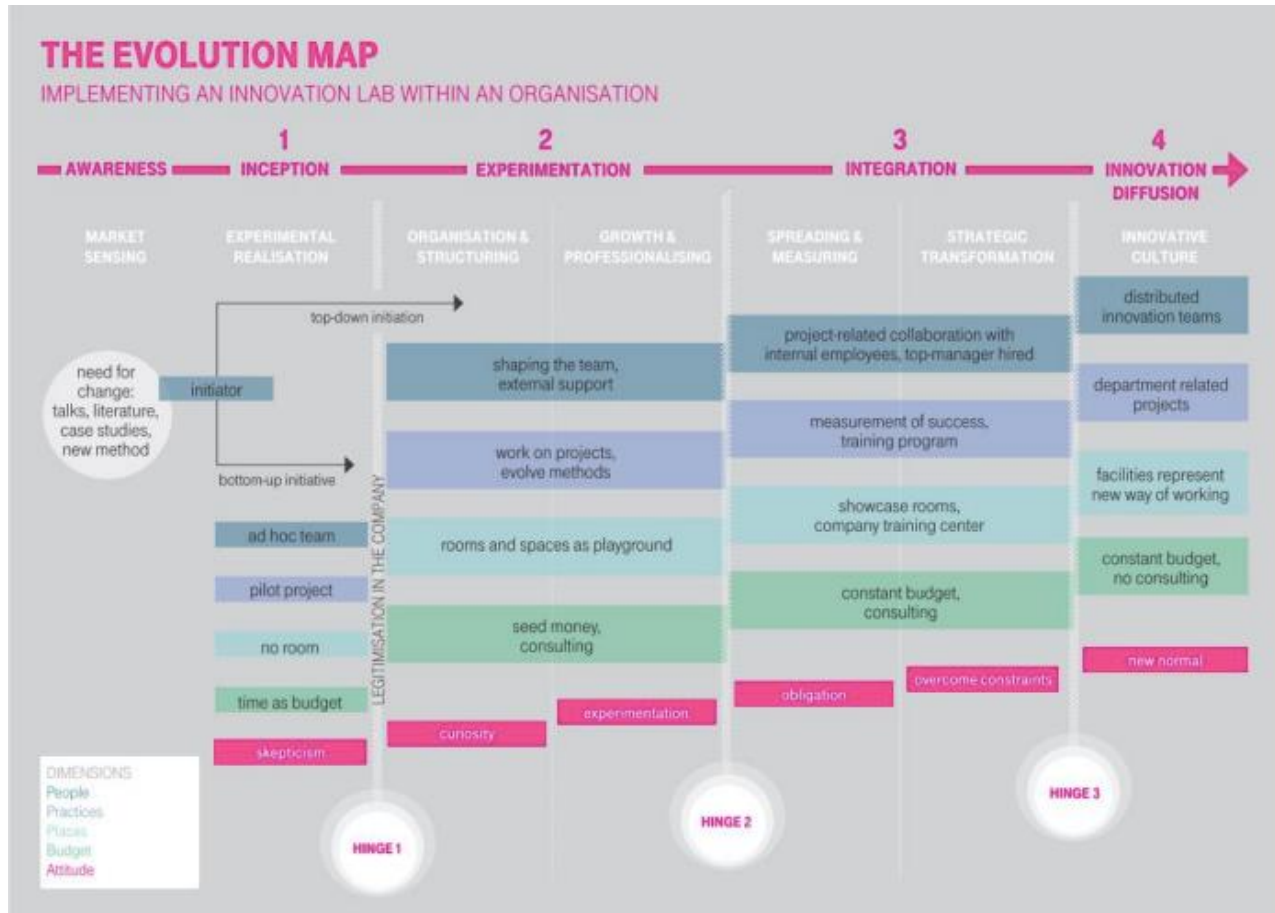 THE EVOLUTION MAP
IMPLEMENTING AN INNOVATION LAB WITHIN AN ORGANISATION
1
2
3
4
AWARENESS
INCEPTION
EXPERIMENTATION
INTEGRATION
INNOVATION
DIFFUSION
MARKET
SENSING
EXPERIMENTAL
REALISATION
ORGANISATION &
STRUCTURING
GROWTH &
PROFESSIONALISING
SPREADING &
MEASURING
STRATEGIC
TRANSFORMATION
INNOVATIVE
CULTURE
need for
change:
talks, literature,
case studies,
new method
initiator
top-down initiation
bottom-up initiative
ad hoc team
pilot project
no room
time as budget
skepticism
LEGITIMISATION IN THE COMPANY
shaping the team,
external support
work on projects,
evolve methods
rooms and spaces as playground
seed money,
consulting
curiosity
experimentation
project-related collaboration with
internal employees, top-manager hired
measurement of success,
training program
showcase rooms,
company training center
constant budget,
consulting
obligation
overcome constraints
distributed
innovation teams
department related
projects
facilities represent
new way of working
constant budget,
no consulting
new normal
HINGE 1
HINGE 2
HINGE 3
DIMENSIONS
People
Practices
Places
Budget
Attitude